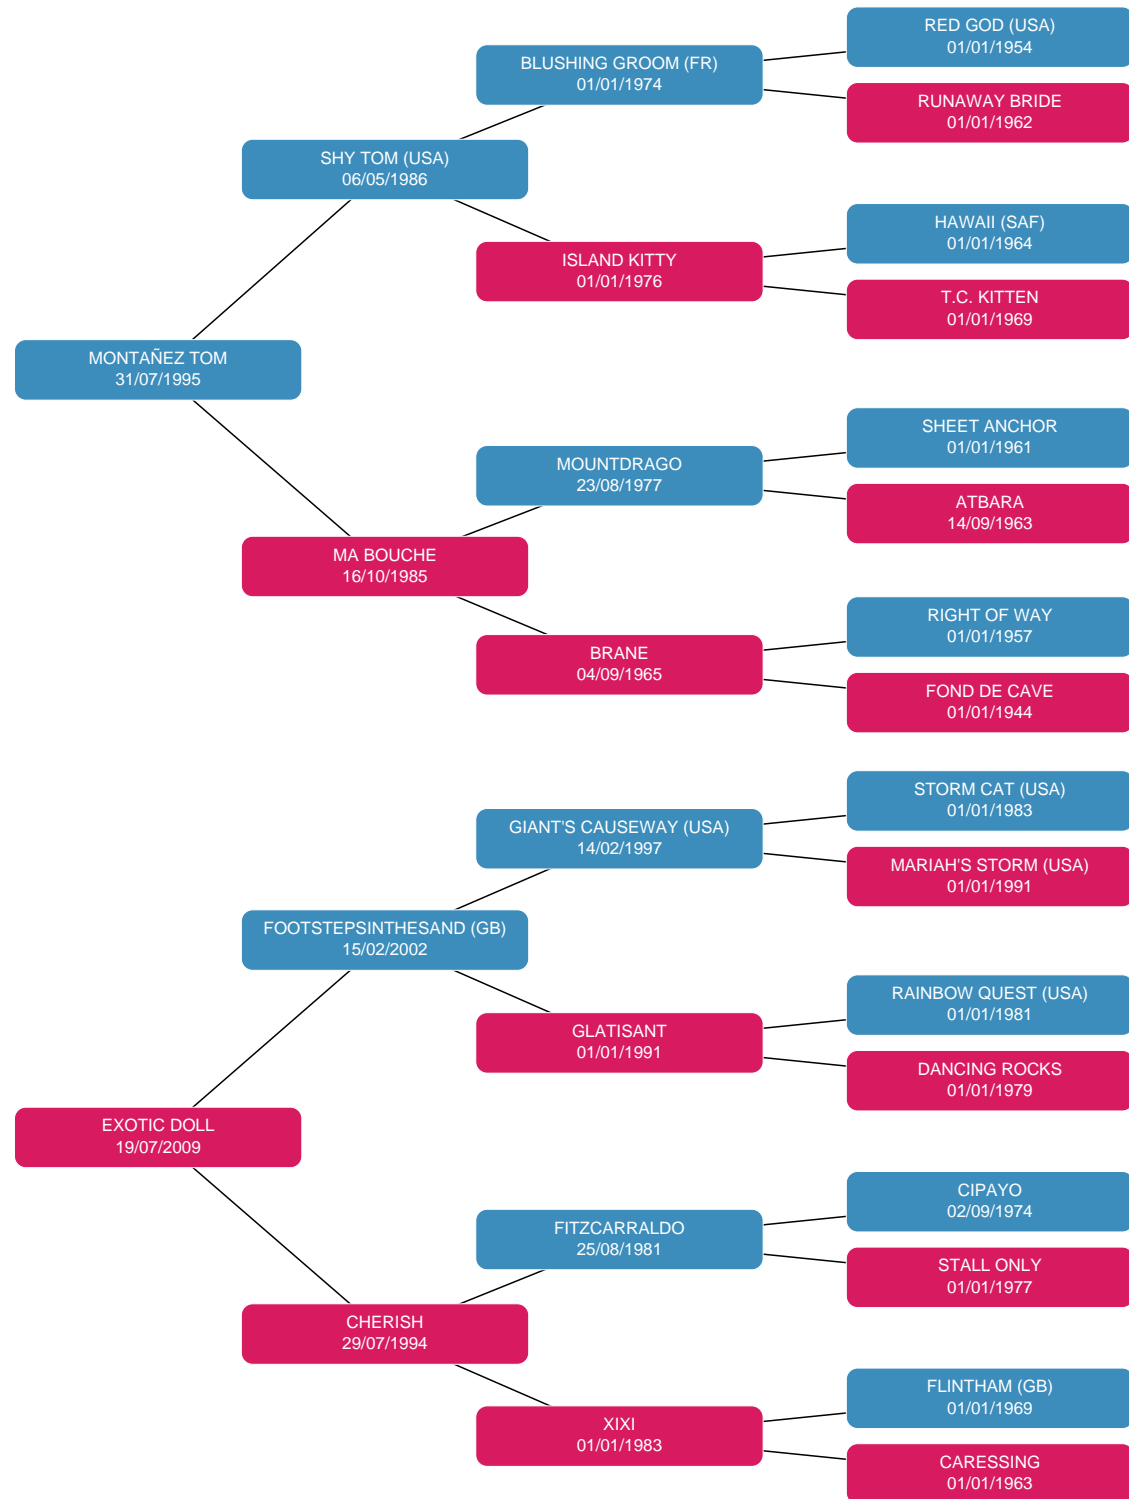 RED GOD (USA)
01/01/1954
BLUSHING GROOM (FR)
01/01/1974
RUNAWAY BRIDE
01/01/1962
SHY TOM (USA)
06/05/1986
HAWAII (SAF)
01/01/1964
ISLAND KITTY
01/01/1976
T.C. KITTEN
01/01/1969
MONTAÑEZ TOM
31/07/1995
SHEET ANCHOR
01/01/1961
MOUNTDRAGO
23/08/1977
ATBARA
14/09/1963
MA BOUCHE
16/10/1985
RIGHT OF WAY
01/01/1957
BRANE
04/09/1965
FOND DE CAVE
01/01/1944
STORM CAT (USA)
01/01/1983
GIANT'S CAUSEWAY (USA)
14/02/1997
MARIAH'S STORM (USA)
01/01/1991
FOOTSTEPSINTHESAND (GB)
15/02/2002
RAINBOW QUEST (USA)
01/01/1981
GLATISANT
01/01/1991
DANCING ROCKS
01/01/1979
EXOTIC DOLL
19/07/2009
CIPAYO
02/09/1974
FITZCARRALDO
25/08/1981
STALL ONLY
01/01/1977
CHERISH
29/07/1994
FLINTHAM (GB)
01/01/1969
XIXI
01/01/1983
CARESSING
01/01/1963